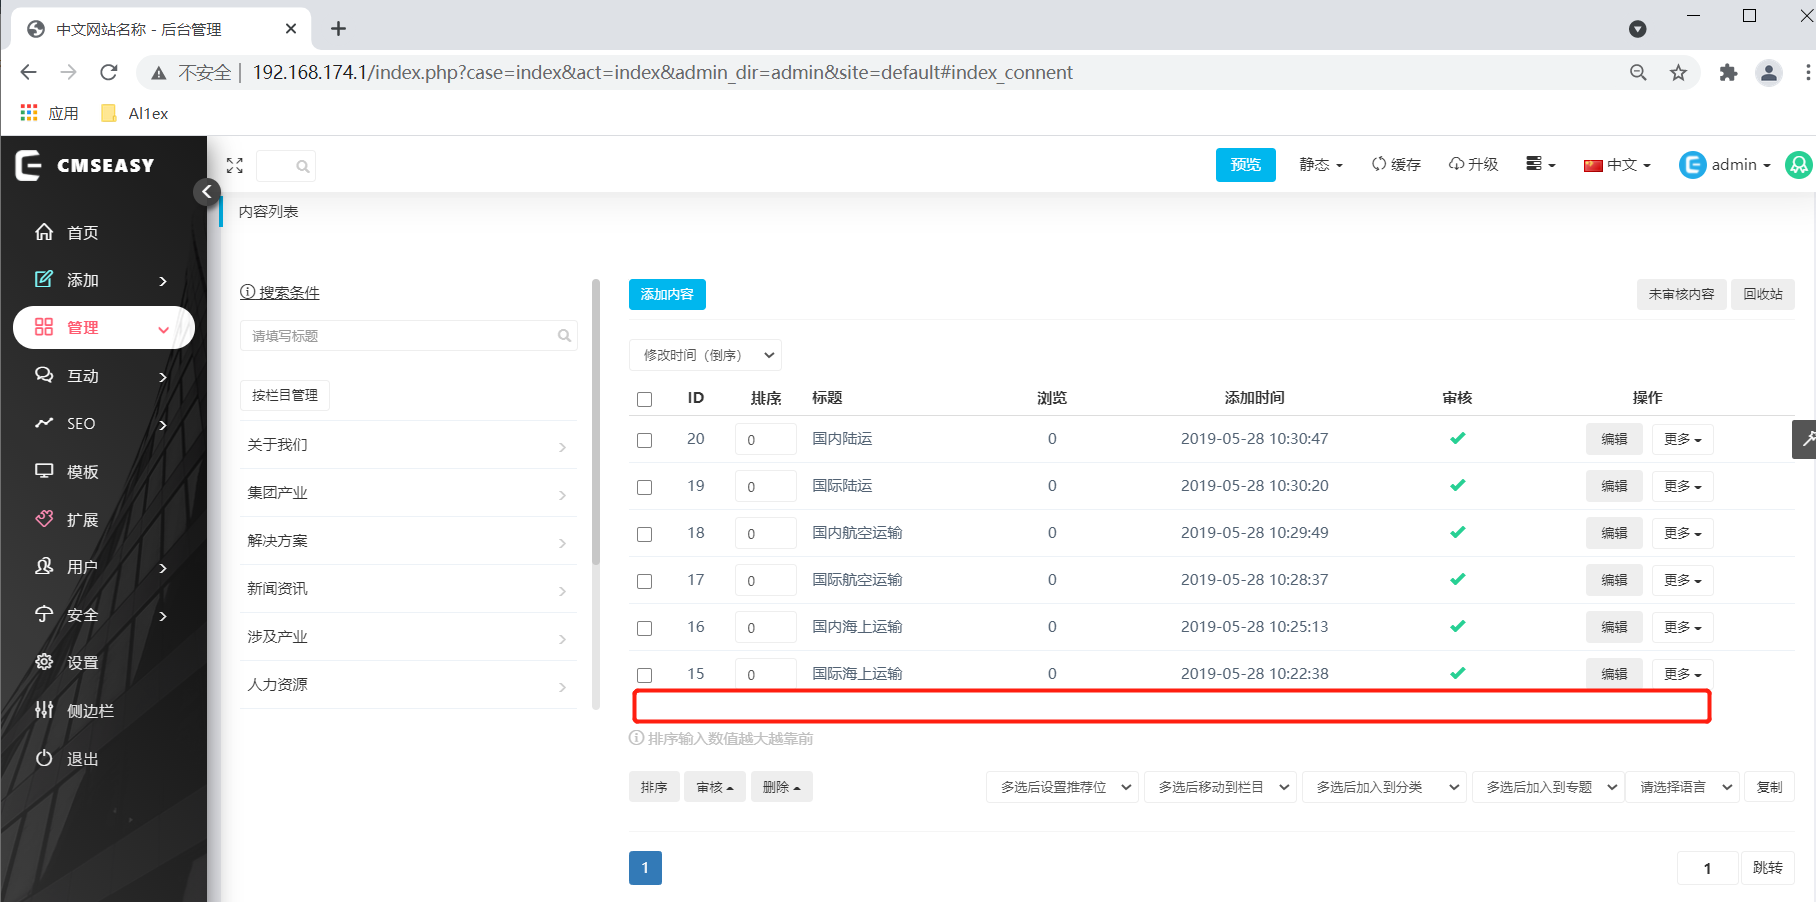 中文网站名称 - 后台管理
不安全 | 192.168.174.1/index.php?case=index&act=index&admin_dir=admin&site=default#index_connent
应用 Al1ex
CMSEASY
预览 静态 缓存 升级 中文 admin
内容列表
首页
添加
管理
互动
SEO
模板
扩展
用户
安全
设置
侧边栏
退出
搜索条件
请填写标题
按栏目管理
关于我们
集团产业
解决方案
新闻资讯
涉及产业
人力资源
添加内容 未审核内容 回收站
修改时间（倒序）
ID 排序 标题 浏览 添加时间 审核 操作
20 0 国内陆运 0 2019-05-28 10:30:47 编辑 更多
19 0 国际陆运 0 2019-05-28 10:30:20 编辑 更多
18 0 国内航空运输 0 2019-05-28 10:29:49 编辑 更多
17 0 国际航空运输 0 2019-05-28 10:28:37 编辑 更多
16 0 国内海上运输 0 2019-05-28 10:25:13 编辑 更多
15 0 国际海上运输 0 2019-05-28 10:22:38 编辑 更多
排序输入数值越大越靠前
排序 审核 删除 多选后设置推荐位 多选后移动到栏目 多选后加入到分类 多选后加入到专题 请选择语言 复制
1 1 跳转